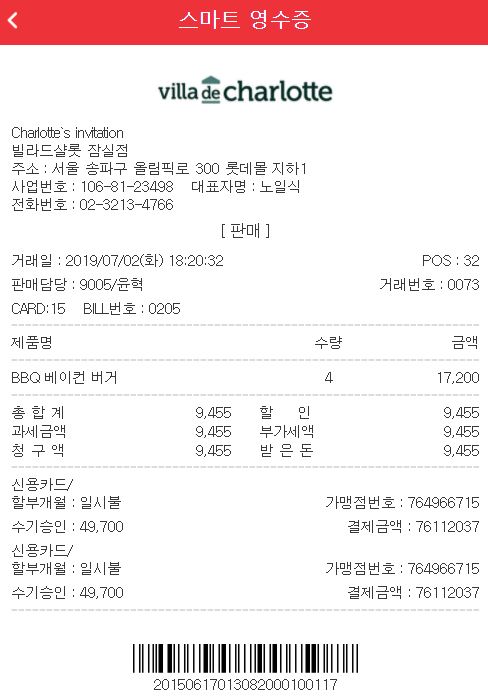 스마트 영수증
villa de charlotte
Charlotte`s invitation
빌라드샬롯 잠실점
주소 : 서울 송파구 올림픽로 300 롯데몰 지하1
사업번호 : 106-81-23498 대표자명 : 노일식
전화번호 : 02-3213-4766
[ 판매 ]
거래일 : 2019/07/02(화) 18:20:32 POS : 32
판매담당 : 9005/윤혁 거래번호 : 0073
CARD:15 BILL번호 : 0205
제품명 수량 금액
BBQ 베이컨 버거 4 17,200
총 합 계 9,455 할 인 9,455
과세금액 9,455 부가세액 9,455
청 구 액 9,455 받 은 돈 9,455
신용카드/
할부개월 : 일시불 가맹점번호 : 764966715
수기승인 : 49,700 결제금액 : 76112037
신용카드/
할부개월 : 일시불 가맹점번호 : 764966715
수기승인 : 49,700 결제금액 : 76112037
20150617013082000100117